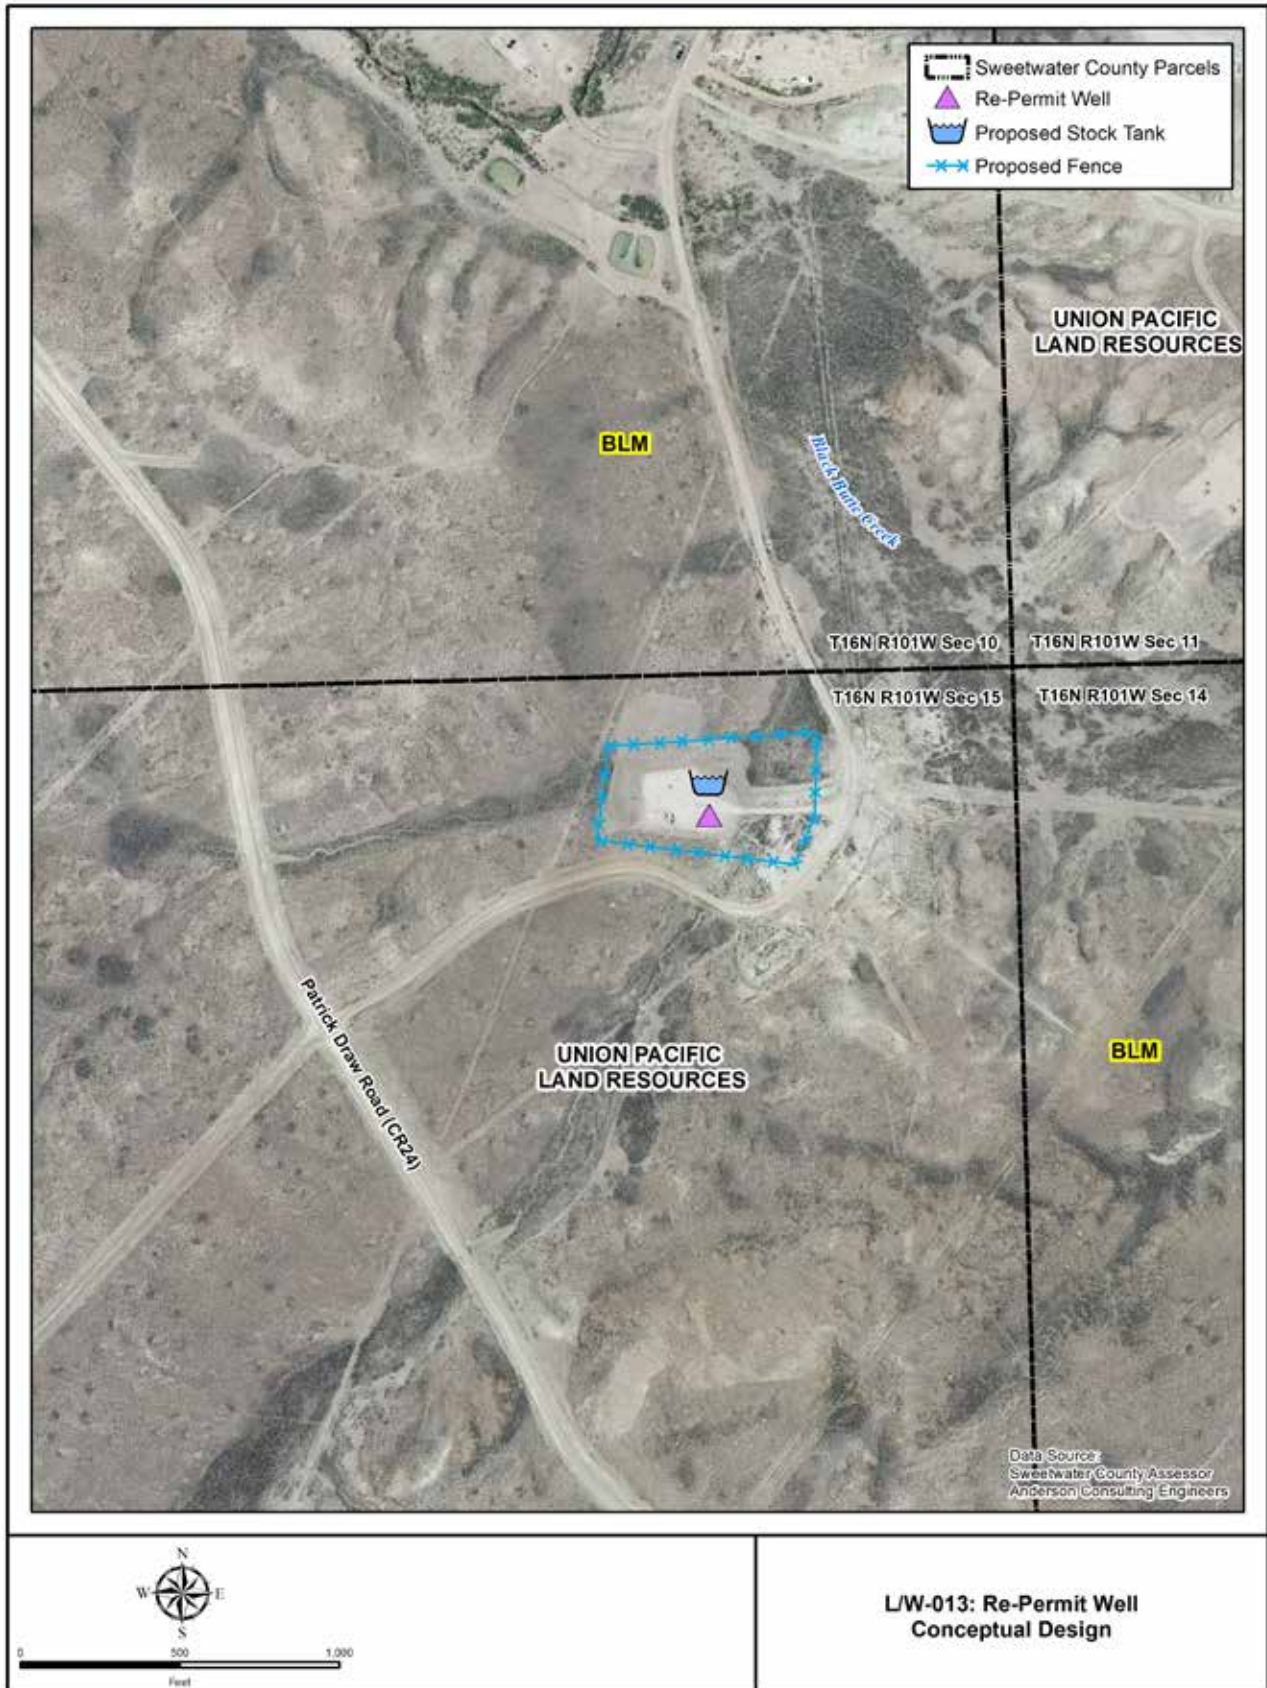 Sweetwater County Parcels
Re-Permit Well
Proposed Stock Tank
Proposed Fence
UNION PACIFIC
LAND RESOURCES
BLM
Black Butte Creek
T16N R101W Sec 10
T16N R101W Sec 11
T16N R101W Sec 15
T16N R101W Sec 14
Patrick Draw Road (CR24)
UNION PACIFIC
LAND RESOURCES
BLM
Data Source:
Sweetwater County Assessor
Anderson Consulting Engineers
N
W
E
S
0
500
1,000
Feet
L/W-013: Re-Permit Well
Conceptual Design